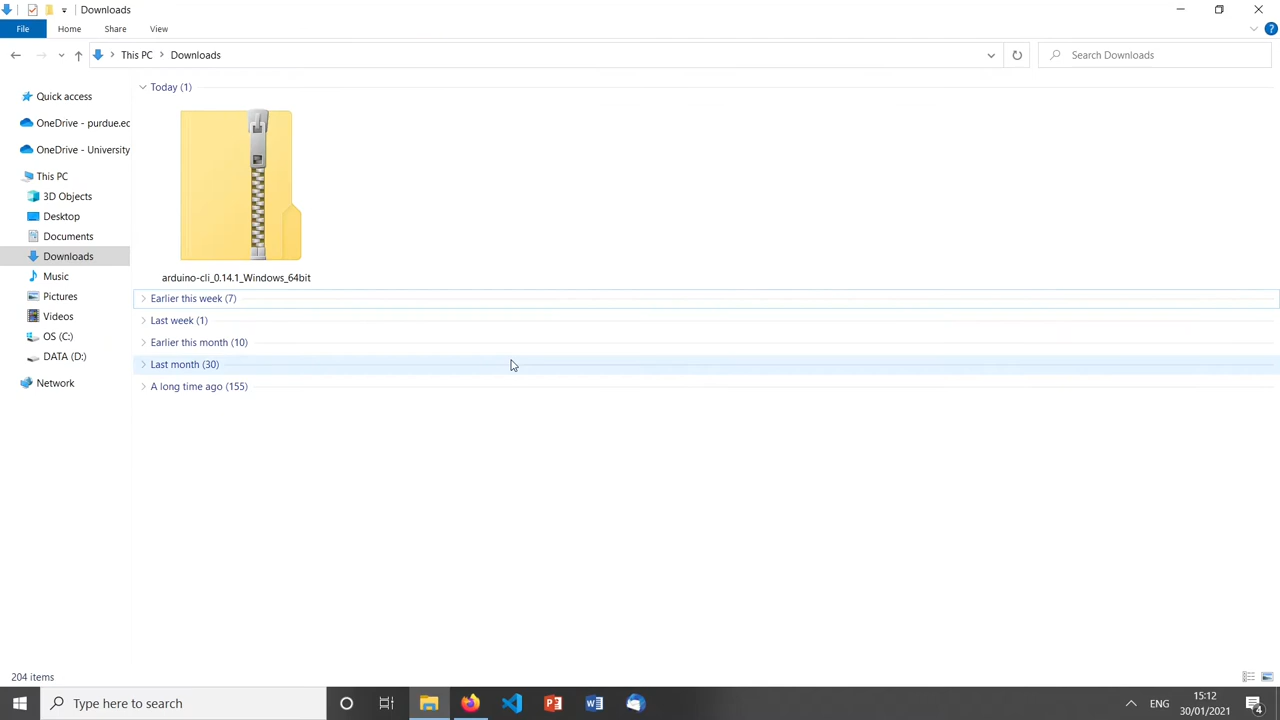 Downloads
File Home Share View
This PC Downloads
Search Downloads
Quick access
OneDrive - purdue.ec
OneDrive - University
This PC
3D Objects
Desktop
Documents
Downloads
Music
Pictures
Videos
OS (C:)
DATA (D:)
Network
Today (1)
arduino-cli_0.14.1_Windows_64bit
Earlier this week (7)
Last week (1)
Earlier this month (10)
Last month (30)
A long time ago (155)
204 items
Type here to search
ENG
15:12
30/01/2021
4